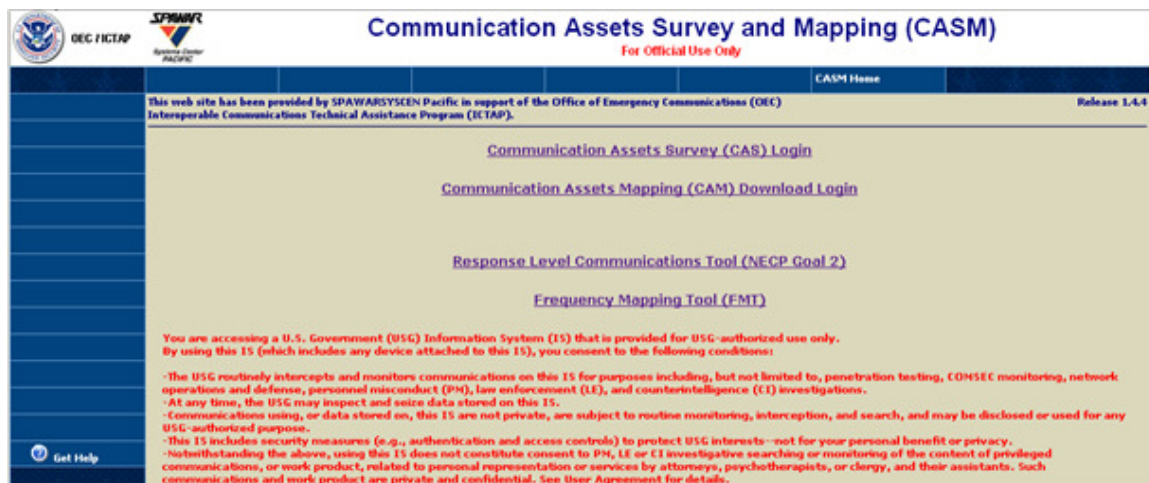 OEC / ICTAP
SPAWAR
Systems Center
PACIFIC
Communication Assets Survey and Mapping (CASM)
For Official Use Only
CASM Home
This web site has been provided by SPAWARSYSCEN Pacific in support of the Office of Emergency Communications (OEC)
Interoperable Communications Technical Assistance Program (ICTAP).
Release 1.4.4
Communication Assets Survey (CAS) Login
Communication Assets Mapping (CAM) Download Login
Response Level Communications Tool (NECP Goal 2)
Frequency Mapping Tool (FMT)
You are accessing a U.S. Government (USG) Information System (IS) that is provided for USG-authorized use only.
By using this IS (which includes any device attached to this IS), you consent to the following conditions:
-The USG routinely intercepts and monitors communications on this IS for purposes including, but not limited to, penetration testing, COMSEC monitoring, network
operations and defense, personnel misconduct (PM), law enforcement (LE), and counterintelligence (CI) investigations.
-At any time, the USG may inspect and seize data stored on this IS.
-Communications using, or data stored on, this IS are not private, are subject to routine monitoring, interception, and search, and may be disclosed or used for any
USG-authorized purpose.
-This IS includes security measures (e.g., authentication and access controls) to protect USG interests--not for your personal benefit or privacy.
-Notwithstanding the above, using this IS does not constitute consent to PM, LE or CI investigative searching or monitoring of the content of privileged
communications, or work product, related to personal representation or services by attorneys, psychotherapists, or clergy, and their assistants. Such
communications and work product are private and confidential. See User Agreement for details.
Get Help